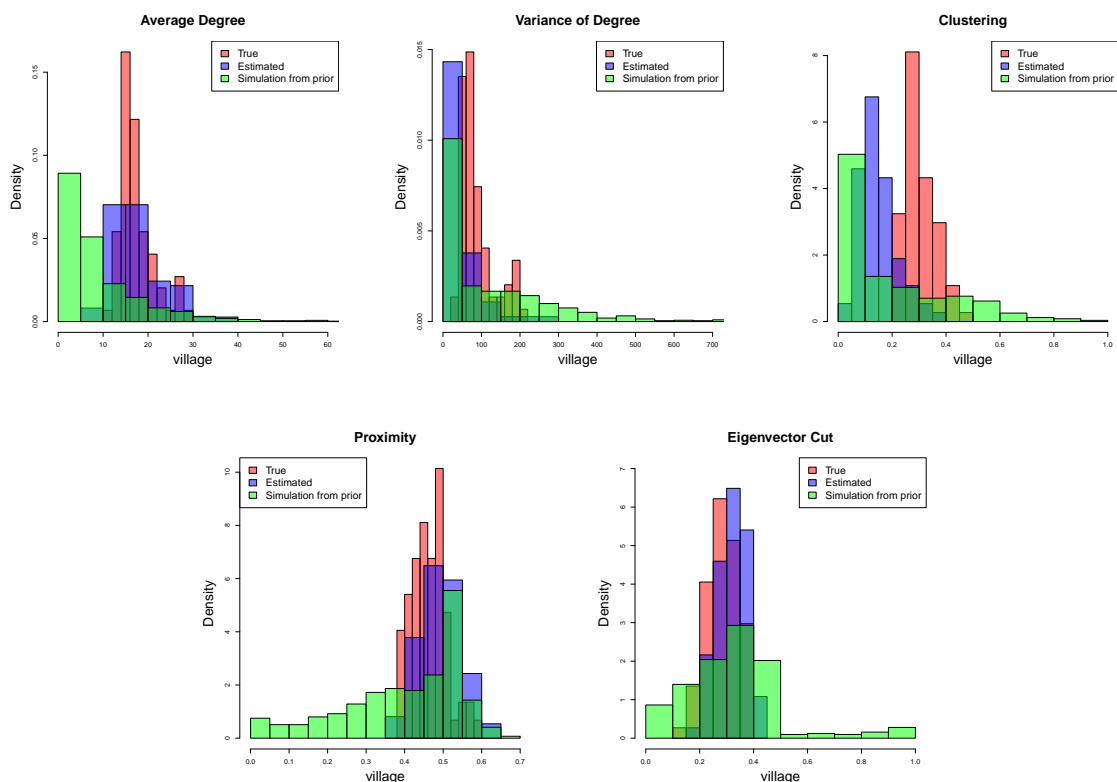 Average Degree
True
Estimated
Simulation from prior
Density
0.00 0.05 0.10 0.15
0 10 20 30 40 50 60
village
Variance of Degree
True
Estimated
Simulation from prior
Density
0.000 0.005 0.010 0.015
0 100 200 300 400 500 600 700
village
Clustering
True
Estimated
Simulation from prior
Density
0 2 4 6 8
0.0 0.2 0.4 0.6 0.8 1.0
village
Proximity
True
Estimated
Simulation from prior
Density
0 2 4 6 8 10
0.0 0.1 0.2 0.3 0.4 0.5 0.6 0.7
village
Eigenvector Cut
True
Estimated
Simulation from prior
Density
0 1 2 3 4 5 6 7
0.0 0.2 0.4 0.6 0.8 1.0
village